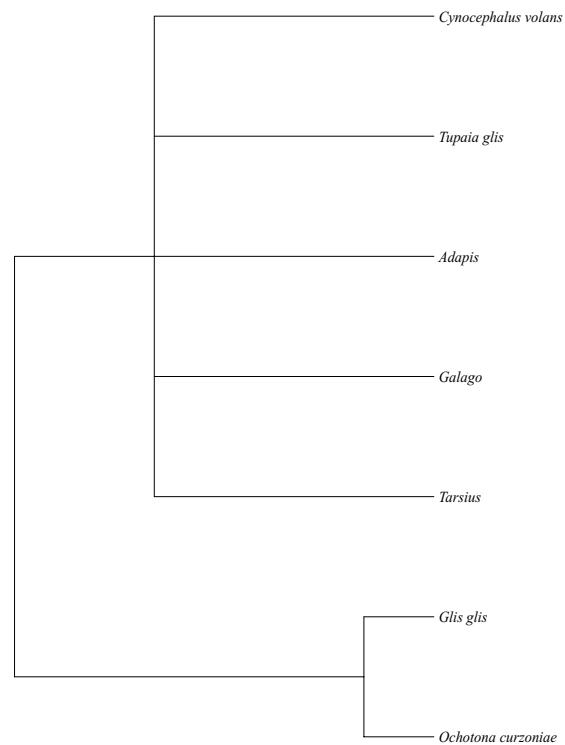 Cynocephalus volans
Tupaia glis
Adapis
Galago
Tarsius
Glis glis
Ochotona curzoniae